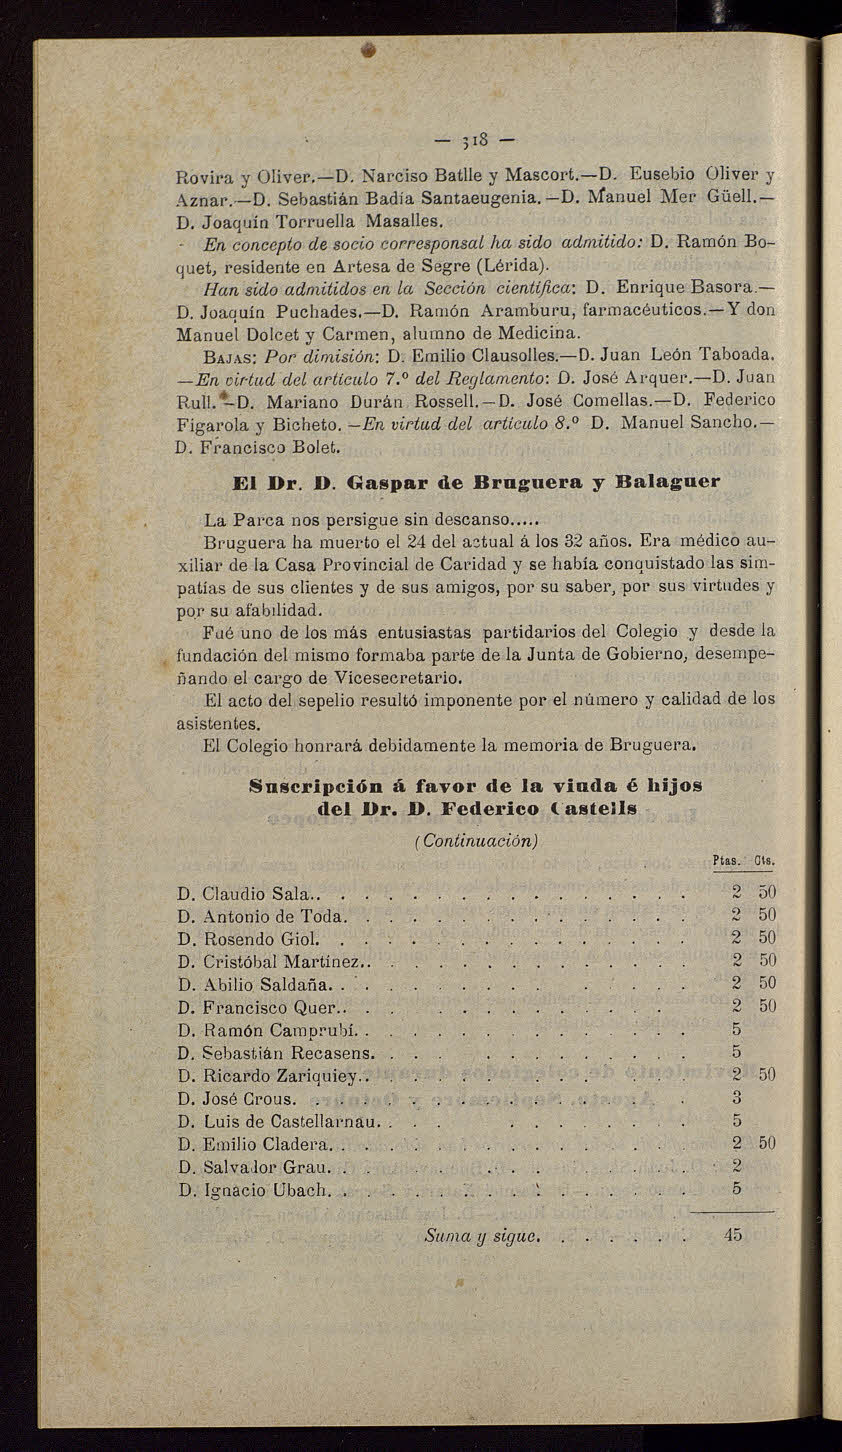 — 318 —
Rovira y Oliver.—D. Narciso Batlle y Mascort.—D. Eusebio Oliver y
Aznar.—D. Sebastián Badía Santaeugenia.—D. Manuel Mer Güell.—
D. Joaquín Torruella Masalles.
En concepto de socio corresponsal ha sido admitido: D. Ramón Bo-
quet, residente en Artesa de Segre (Lérida).
Han sido admitidos en la Sección científica: D. Enrique Basora.—
D. Joaquín Puchades.—D. Ramón Aramburu, farmacéuticos.—Y don
Manuel Dolcet y Carmen, alumno de Medicina.
BAJAS: Por dimisión: D. Emilio Clausolles.—D. Juan León Taboada.
—En virtud del artículo 7.º del Reglamento: D. José Arquer.—D. Juan
Rull.—D. Mariano Durán Rossell.—D. José Comellas.—D. Federico
Figarola y Bicheto.—En virtud del artículo 8.º D. Manuel Sancho.—
D. Francisco Bolet.
El Dr. D. Gaspar de Bruguera y Balaguer
La Parca nos persigue sin descanso.....
Bruguera ha muerto el 24 del actual á los 32 años. Era médico au-
xiliar de la Casa Provincial de Caridad y se había conquistado las sim-
patías de sus clientes y de sus amigos, por su saber, por sus virtudes y
por su afabilidad.
Fué uno de los más entusiastas partidarios del Colegio y desde la
fundación del mismo formaba parte de la Junta de Gobierno, desempe-
ñando el cargo de Vicesecretario.
El acto del sepelio resultó imponente por el número y calidad de los
asistentes.
El Colegio honrará debidamente la memoria de Bruguera.
Suscripción á favor de la viuda é hijos
del Dr. D. Federico Castells
(Continuación)
Ptas. Cts.
D. Claudio Sala. . . . . . . . . . 2 50
D. Antonio de Toda. . . . . . . . . . 2 50
D. Rosendo Giol. . . . . . . . . . 2 50
D. Cristóbal Martínez. . . . . . . . . . 2 50
D. Abilio Saldaña. . . . . . . . . . 2 50
D. Francisco Quer. . . . . . . . . . 2 50
D. Ramón Camprubí. . . . . . . . . . 5
D. Sebastián Recasens. . . . . . . . . . 5
D. Ricardo Zariquiey. . . . . . . . . . 2 50
D. José Crous. . . . . . . . . . 3
D. Luis de Castellarnau. . . . . . . . . . 5
D. Emilio Cladera. . . . . . . . . . 2 50
D. Salvador Grau. . . . . . . . . . 2
D. Ignacio Ubach. . . . . . . . . . 5
Suma y sigue. . . . . . . 45